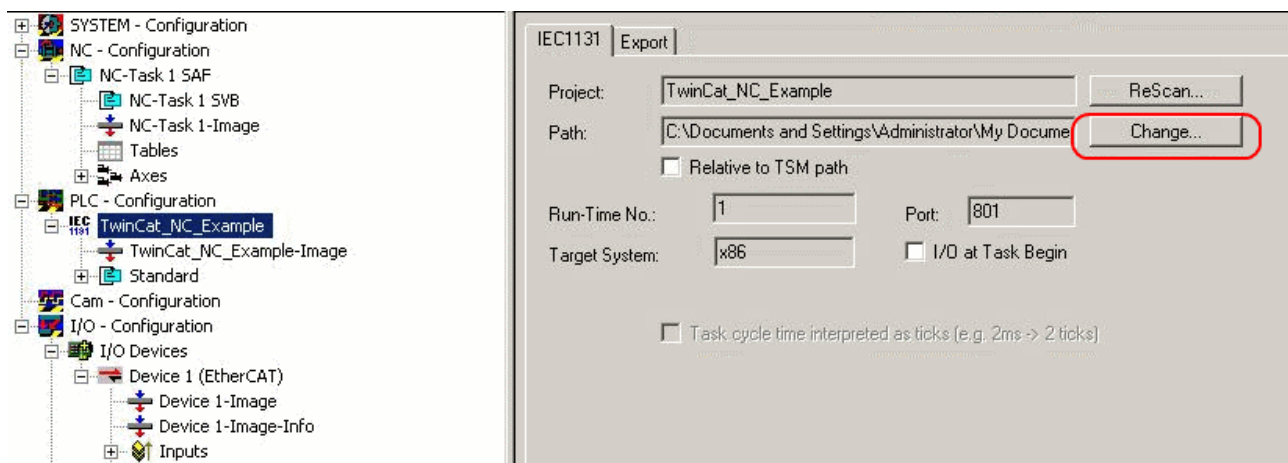 SYSTEM - Configuration
NC - Configuration
NC-Task 1 SAF
NC-Task 1 SVB
NC-Task 1-Image
Tables
Axes
PLC - Configuration
IEC
1131
TwinCat_NC_Example
TwinCat_NC_Example-Image
Standard
Cam - Configuration
I/O - Configuration
I/O Devices
Device 1 (EtherCAT)
Device 1-Image
Device 1-Image-Info
Inputs
IEC1131
Export
Project: TwinCat_NC_Example ReScan...
Path: C:\Documents and Settings\Administrator\My Docume Change...
Relative to TSM path
Run-Time No.: 1 Port: 801
Target System: x86 I/O at Task Begin
Task cycle time interpreted as ticks (e.g. 2ms -> 2 ticks)